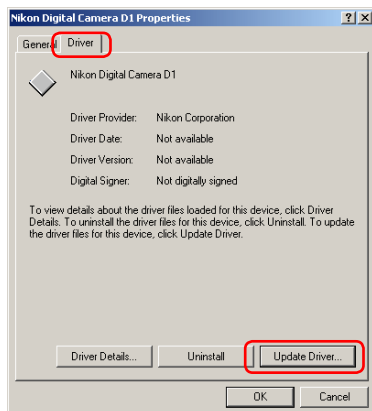 Nikon Digital Camera D1 Properties
General Driver
Nikon Digital Camera D1
Driver Provider: Nikon Corporation
Driver Date: Not available
Driver Version: Not available
Digital Signer: Not digitally signed
To view details about the driver files loaded for this device, click Driver
Details. To uninstall the driver files for this device, click Uninstall. To update
the driver files for this device, click Update Driver.
Driver Details... Uninstall Update Driver...
OK Cancel